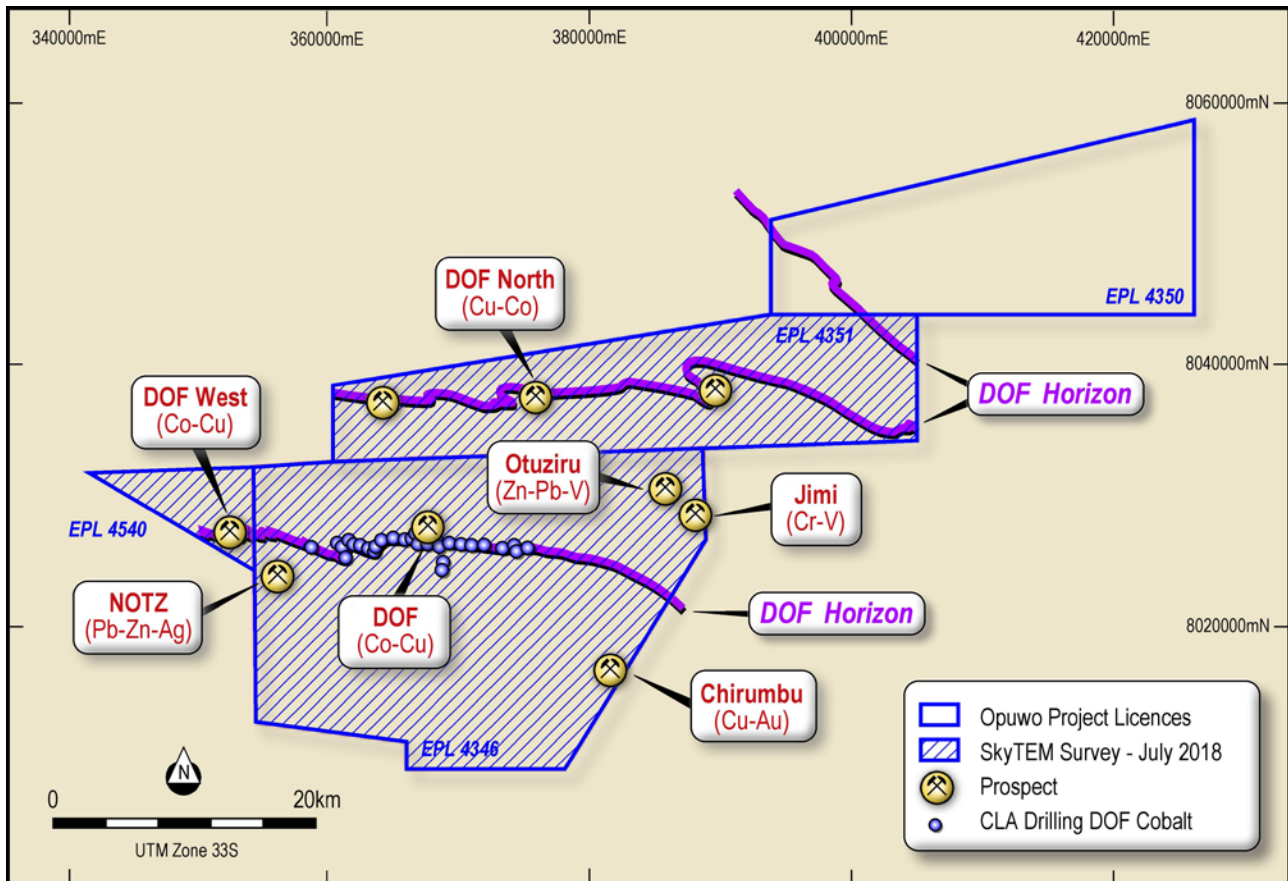 340000mE
360000mE
380000mE
400000mE
420000mE
8060000mN
DOF North
(Cu-Co)
EPL 4350
EPL 4351
8040000mN
DOF West
(Co-Cu)
DOF Horizon
Otuziru
(Zn-Pb-V)
Jimi
(Cr-V)
EPL 4540
NOTZ
(Pb-Zn-Ag)
DOF
(Co-Cu)
DOF Horizon
8020000mN
Chirumbu
(Cu-Au)
EPL 4346
N
0
20km
UTM Zone 33S
Opuwo Project Licences
SkyTEM Survey - July 2018
Prospect
CLA Drilling DOF Cobalt